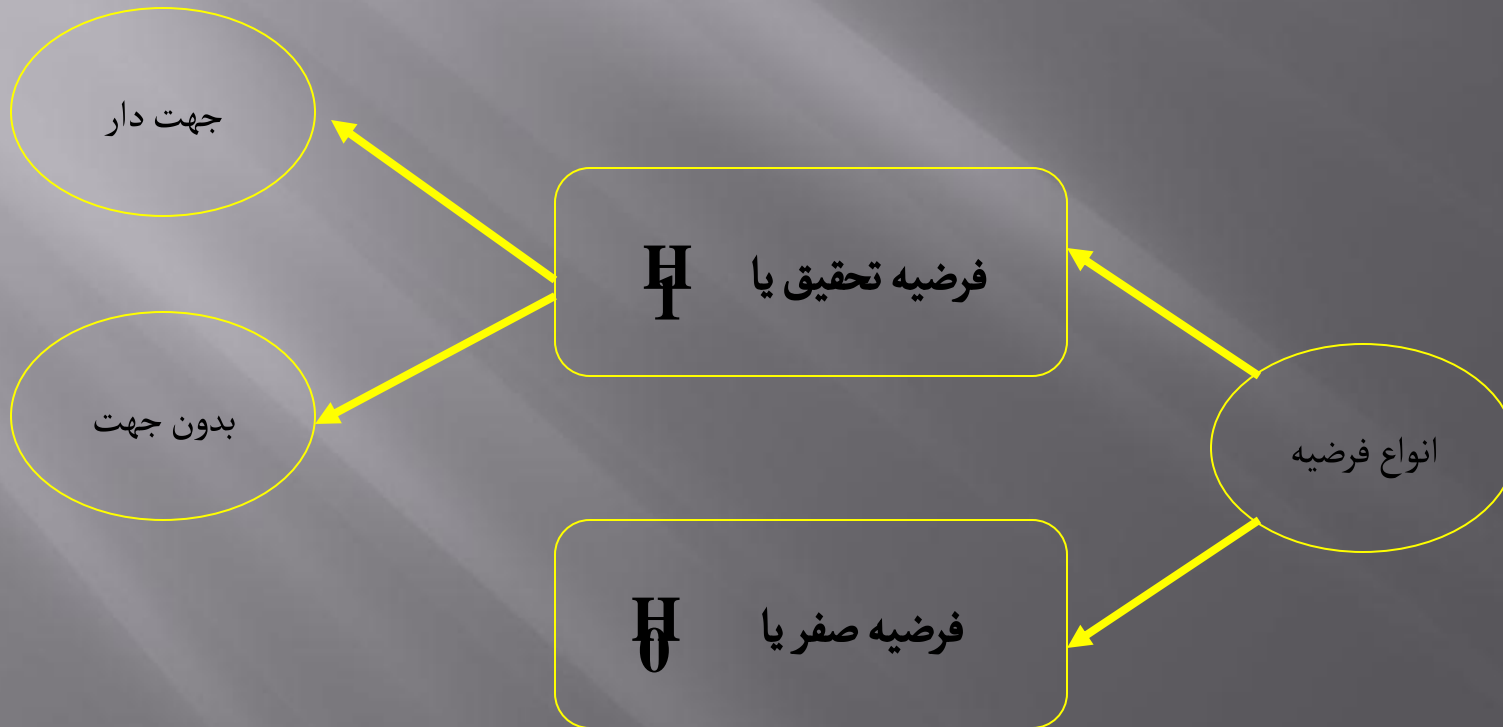 انواع فرضیه
فرضیه تحقیق یا H1
جهت دار
بدون جهت
فرضیه صفر یا H0